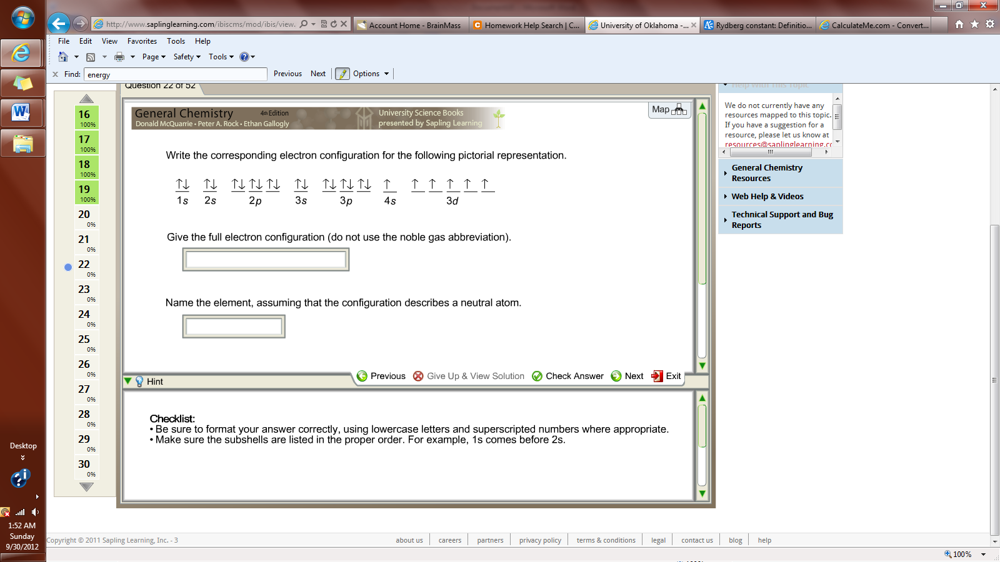 http://www.saplinglearning.com/ibiscms/mod/ibis/view.
Account Home - BrainMass
Homework Help Search | C...
University of Oklahoma -...
Rydberg constant: Definitio...
CalculateMe.com - Convert...
File Edit View Favorites Tools Help
Page Safety Tools
Find: energy Previous Next Options
Question 22 of 52
Help With This Topic
We do not currently have any
resources mapped to this topic.
If you have a suggestion for a
resource, please let us know at
resources@saplinglearning.cc
General Chemistry
Resources
Web Help & Videos
Technical Support and Bug
Reports
16
100%
17
100%
18
100%
19
100%
20
0%
21
0%
22
0%
23
0%
24
0%
25
0%
26
0%
27
0%
28
0%
29
0%
30
0%
General Chemistry 4th Edition
Donald McQuarrie • Peter A. Rock • Ethan Gallogly
University Science Books
presented by Sapling Learning
Map
Write the corresponding electron configuration for the following pictorial representation.
↑↓ ↑↓ ↑↓ ↑↓ ↑↓ ↑↓ ↑↓ ↑↓ ↑↓ ↑ ↑ ↑ ↑ ↑ ↑
1s 2s 2p 3s 3p 4s 3d
Give the full electron configuration (do not use the noble gas abbreviation).
Name the element, assuming that the configuration describes a neutral atom.
Previous Give Up & View Solution Check Answer Next Exit
Hint
Checklist:
• Be sure to format your answer correctly, using lowercase letters and superscripted numbers where appropriate.
• Make sure the subshells are listed in the proper order. For example, 1s comes before 2s.
Desktop
1:52 AM
Sunday
9/30/2012
Copyright © 2011 Sapling Learning, Inc. - 3
about us careers partners privacy policy terms & conditions legal contact us blog help
100%